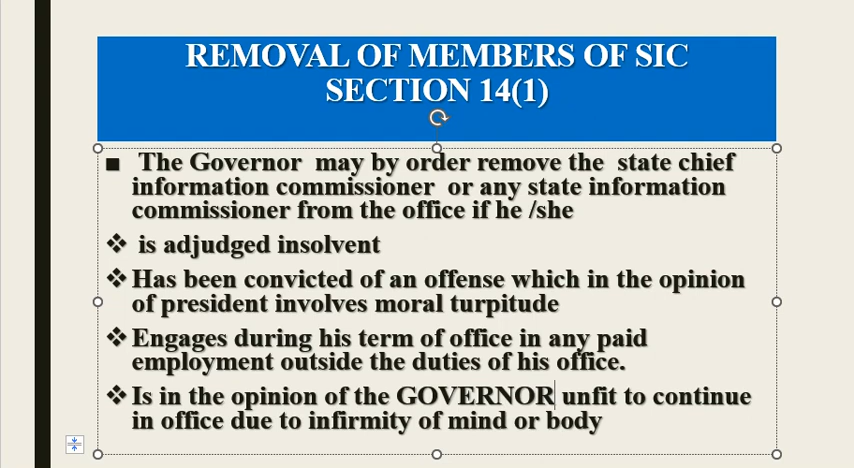 REMOVAL OF MEMBERS OF SIC
SECTION 14(1)
■ The Governor may by order remove the state chief
information commissioner or any state information
commissioner from the office if he /she
❖ is adjudged insolvent
❖ Has been convicted of an offense which in the opinion
of president involves moral turpitude
❖ Engages during his term of office in any paid
employment outside the duties of his office.
❖ Is in the opinion of the GOVERNOR unfit to continue
in office due to infirmity of mind or body